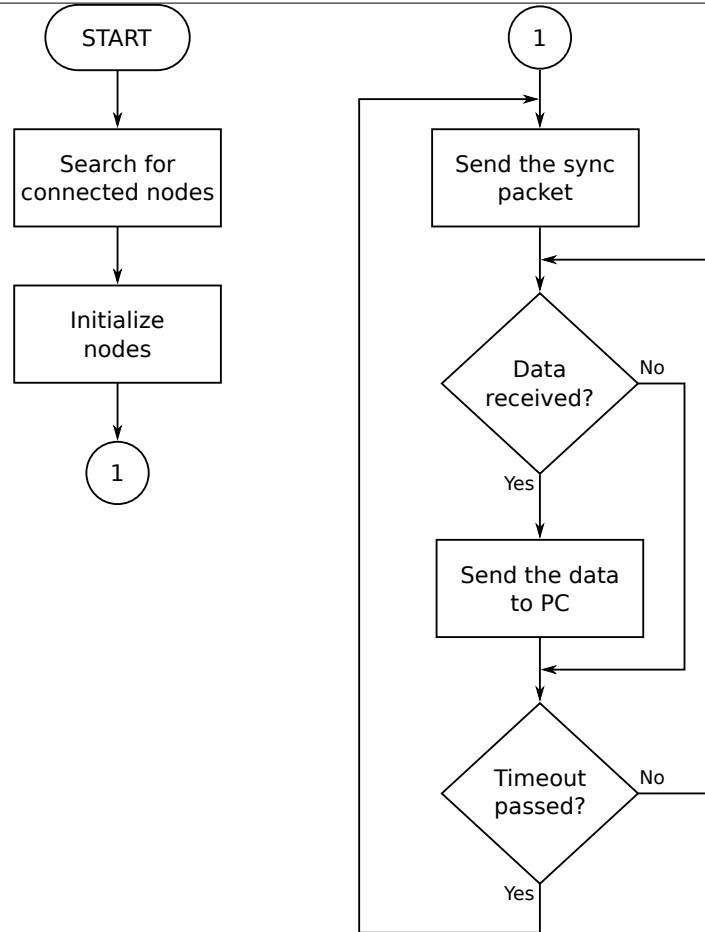 START
Search for
connected nodes
Initialize
nodes
1
1
Send the sync
packet
Data
received?
No
Yes
Send the data
to PC
Timeout
passed?
No
Yes